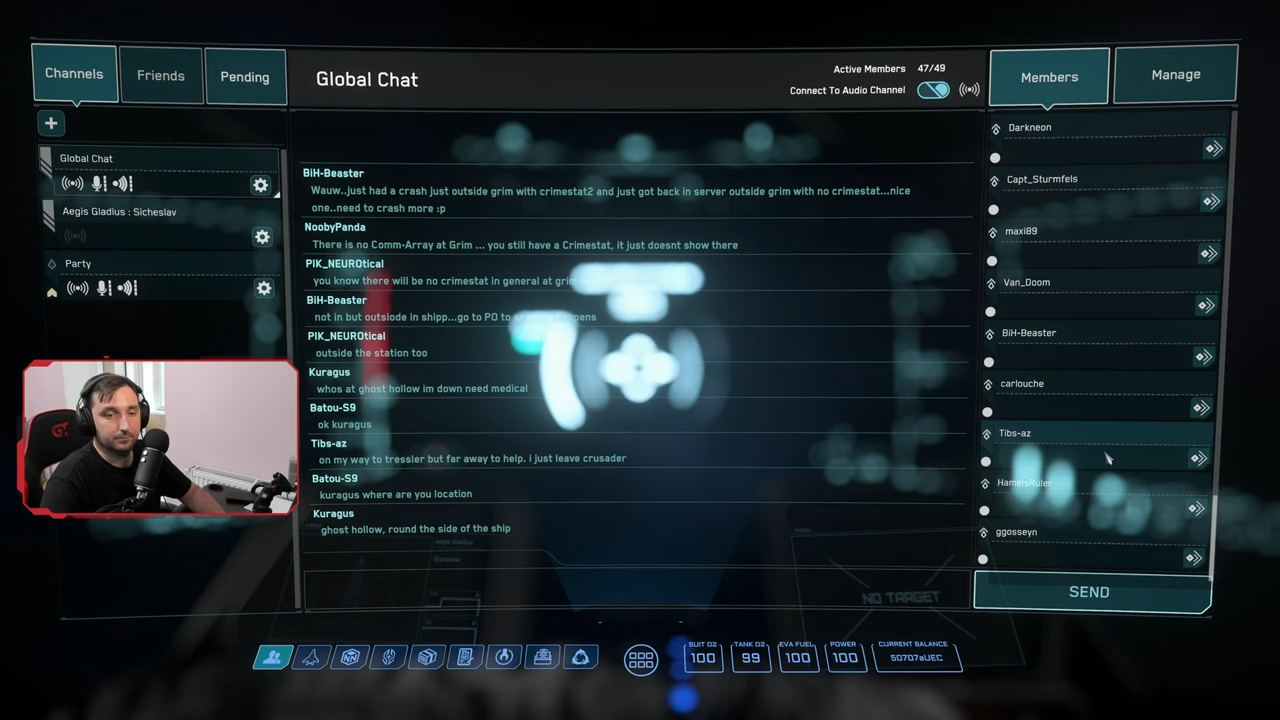 Channels
Friends
Pending
Global Chat
Active Members 47/49
Connect To Audio Channel
Members
Manage
Global Chat
Aegis Gladius : Sicheslav
Party
BiH-Beaster
Wauw..just had a crash just outside grim with crimestat2 and just got back in server outside grim with no crimestat...nice
one..need to crash more :p
NoobyPanda
There is no Comm-Array at Grim ... you still have a Crimestat, it just doesnt show there
PIK_NEUROtical
you know there will be no crimestat in general at grim
BiH-Beaster
not in but outsiode in shipp...go to PO to
PIK_NEUROtical
outside the station too
Kuragus
whos at ghost hollow im down need medical
Batou-S9
ok kuragus
Tibs-az
on my way to tressler but far away to help. i just leave crusader
Batou-S9
kuragus where are you location
Kuragus
ghost hollow, round the side of the ship
Darkneon
Capt_Sturmfels
maxi89
Van_Doom
BiH-Beaster
carlouche
Tibs-az
HamelsRuler
ggosseyn
SEND
Aegis Gladius
Sicheslav
NO TARGET
GT
SUIT O2
100
TANK O2
99
EVA FUEL
100
POWER
100
CURRENT BALANCE
50707aUEC